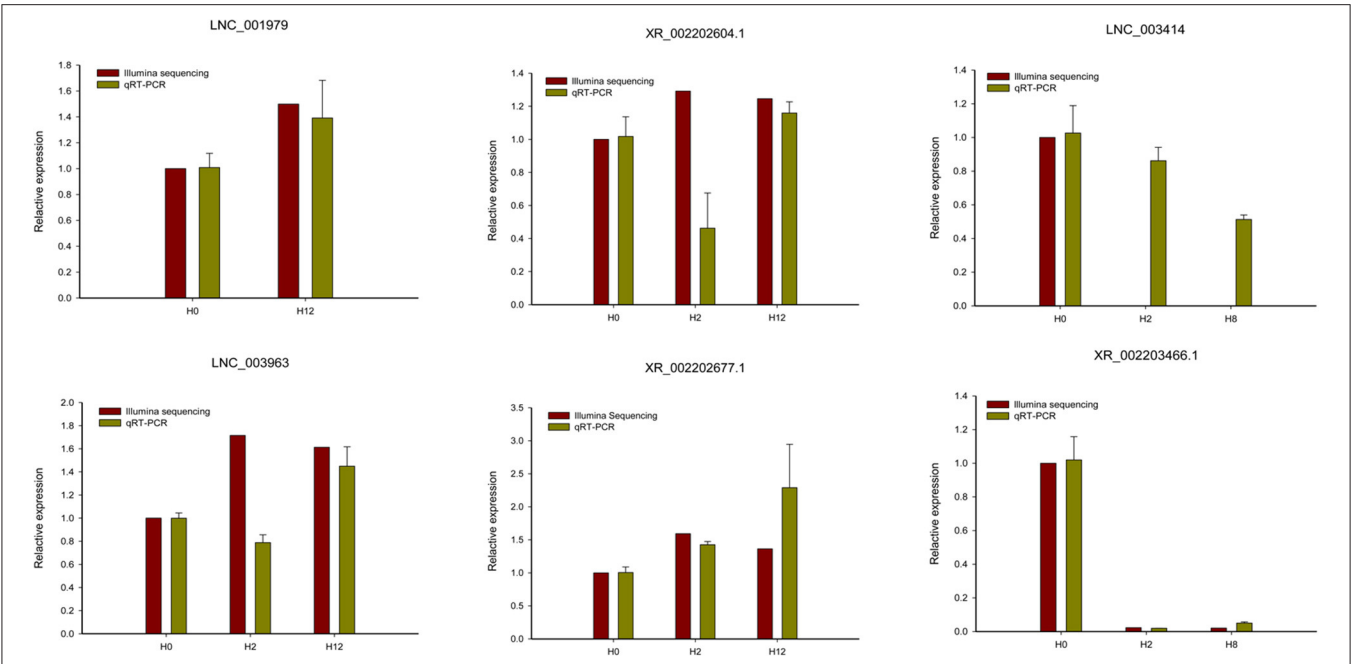 LNC_001979
Illumina sequencing
qRT-PCR
Relactive expression
1.8
1.6
1.4
1.2
1.0
0.8
0.6
0.4
0.2
0.0
H0 H12
XR_002202604.1
Illumina sequencing
qRT-PCR
Relactive expression
1.4
1.2
1.0
0.8
0.6
0.4
0.2
0.0
H0 H2 H12
LNC_003414
Illumina sequencing
qRT-PCR
Relactive expression
1.4
1.2
1.0
0.8
0.6
0.4
0.2
0.0
H0 H2 H8
LNC_003963
Illumina sequencing
qRT-PCR
Relactive expression
2.0
1.8
1.6
1.4
1.2
1.0
0.8
0.6
0.4
0.2
0.0
H0 H2 H12
XR_002202677.1
Illumina Sequencing
qRT-PCR
Relactive expression
3.5
3.0
2.5
2.0
1.5
1.0
0.5
0.0
H0 H2 H12
XR_002203466.1
Illumina sequencing
qRT-PCR
Relactive expression
1.4
1.2
1.0
0.8
0.6
0.4
0.2
0.0
H0 H2 H8